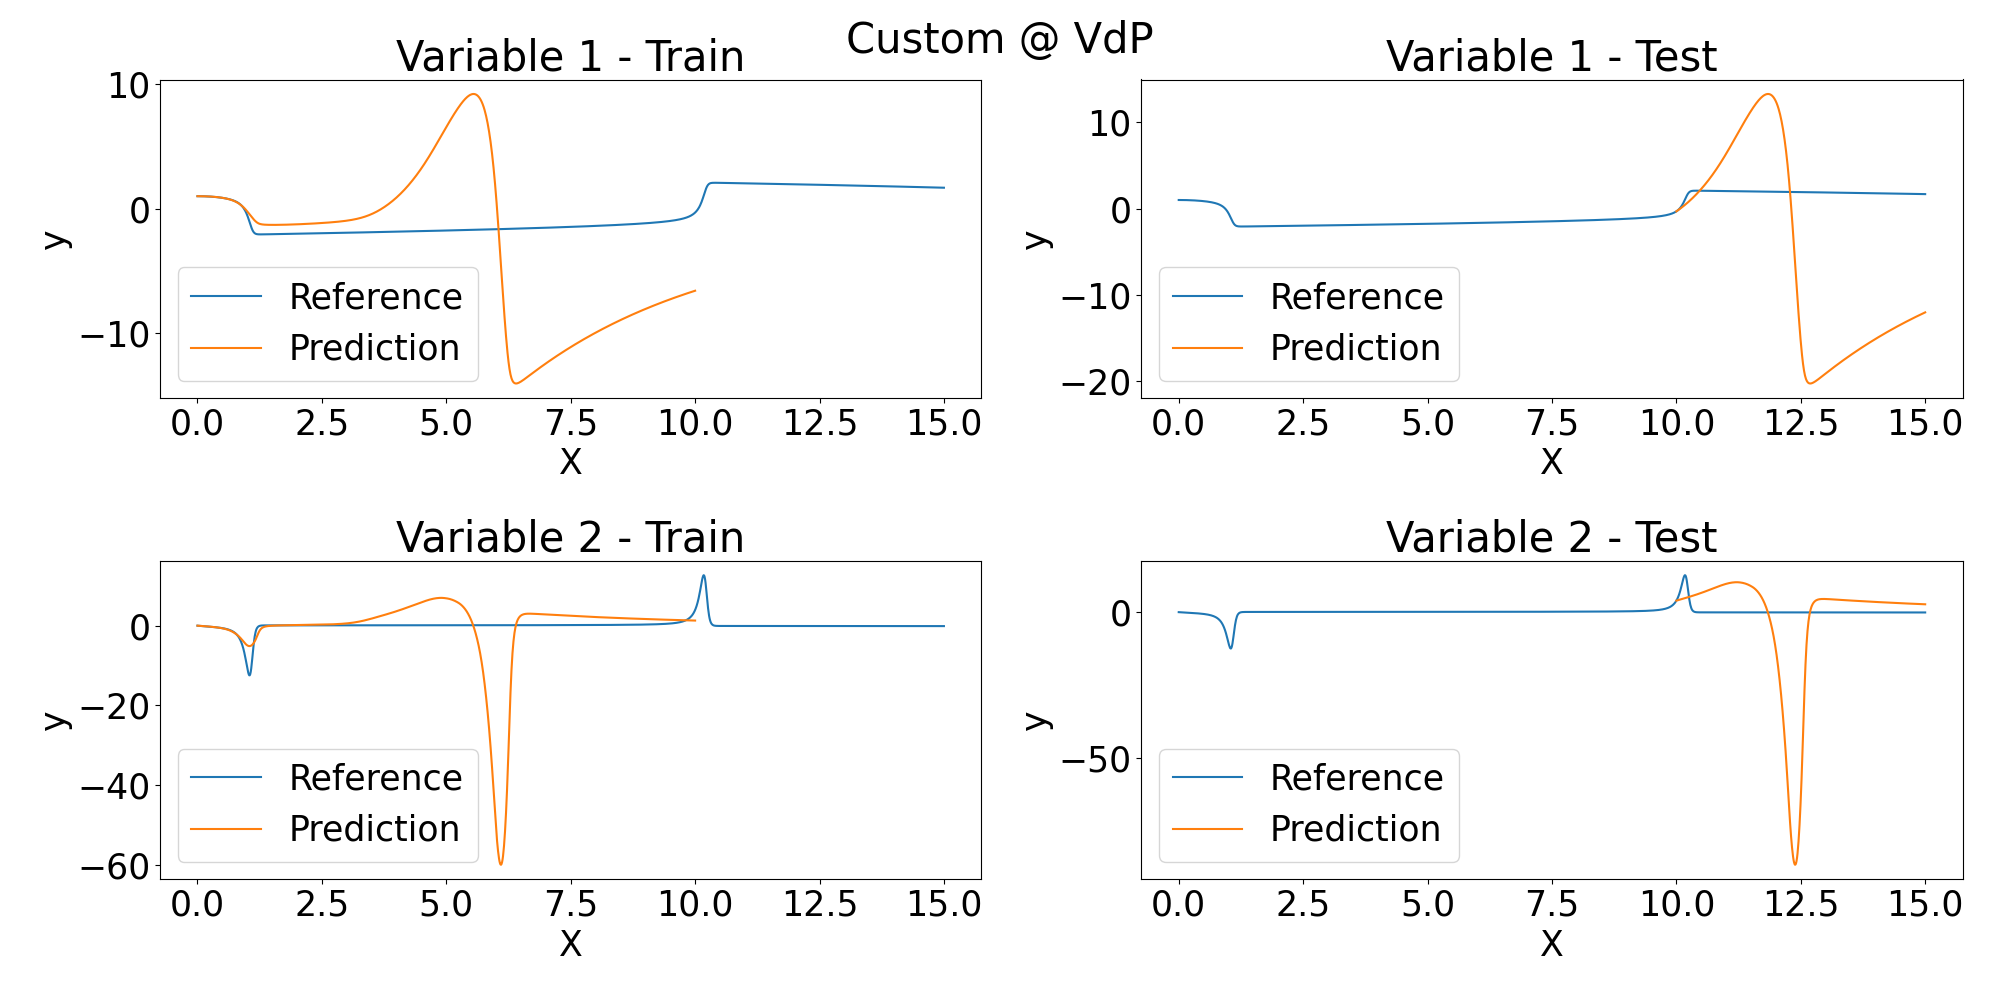 Custom @ VdP
Variable 1 - Train
10
0
−10
y
Reference
Prediction
0.0 2.5 5.0 7.5 10.0 12.5 15.0
X
Variable 1 - Test
10
0
−10
−20
y
Reference
Prediction
0.0 2.5 5.0 7.5 10.0 12.5 15.0
X
Variable 2 - Train
0
−20
−40
−60
y
Reference
Prediction
0.0 2.5 5.0 7.5 10.0 12.5 15.0
X
Variable 2 - Test
0
−50
y
Reference
Prediction
0.0 2.5 5.0 7.5 10.0 12.5 15.0
X